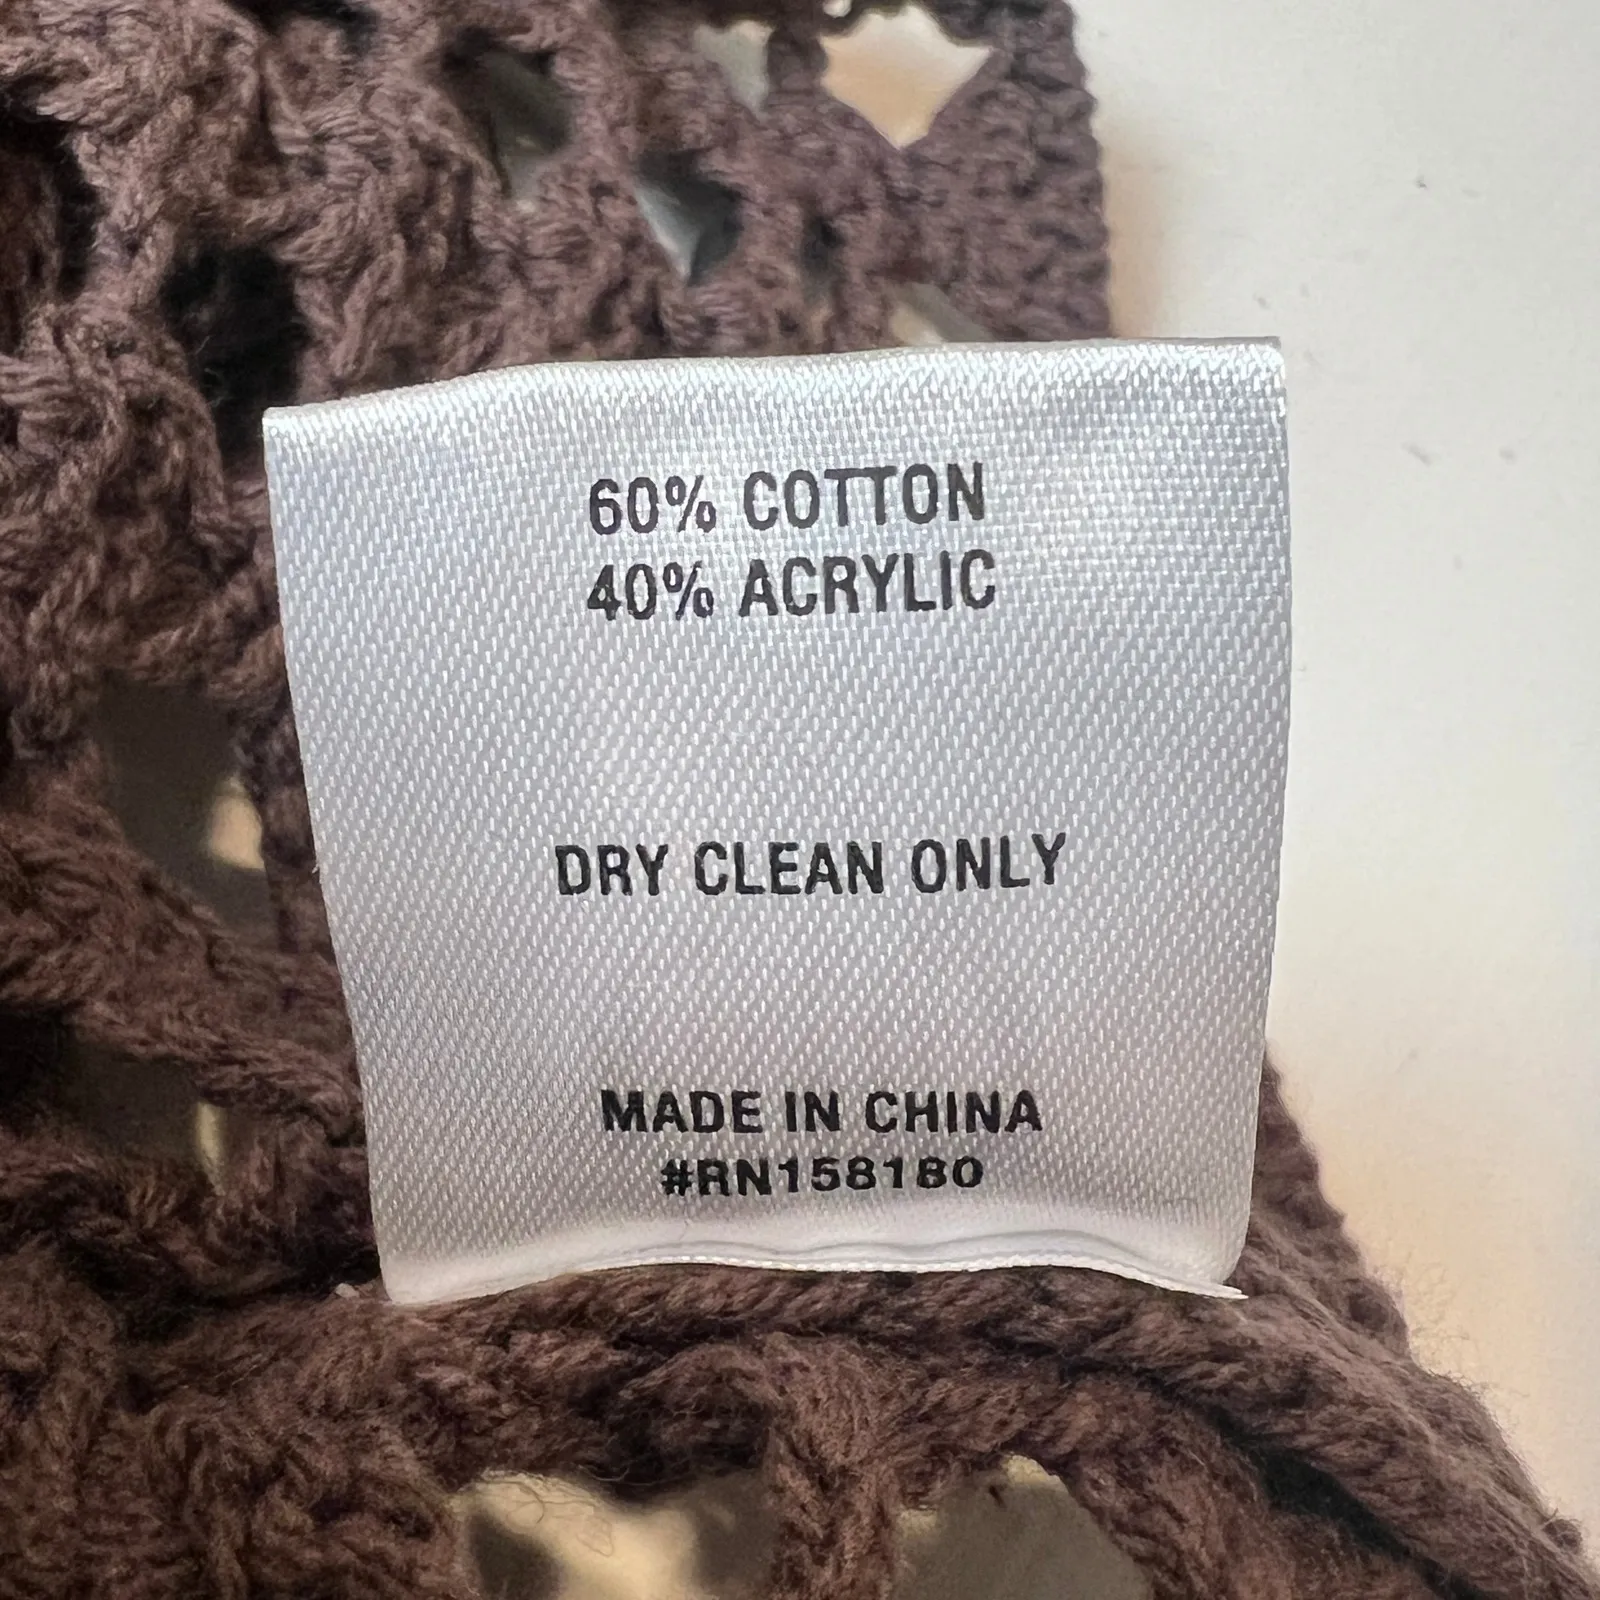 60% COTTON
40% ACRYLIC
DRY CLEAN ONLY
MADE IN CHINA
#RN158180